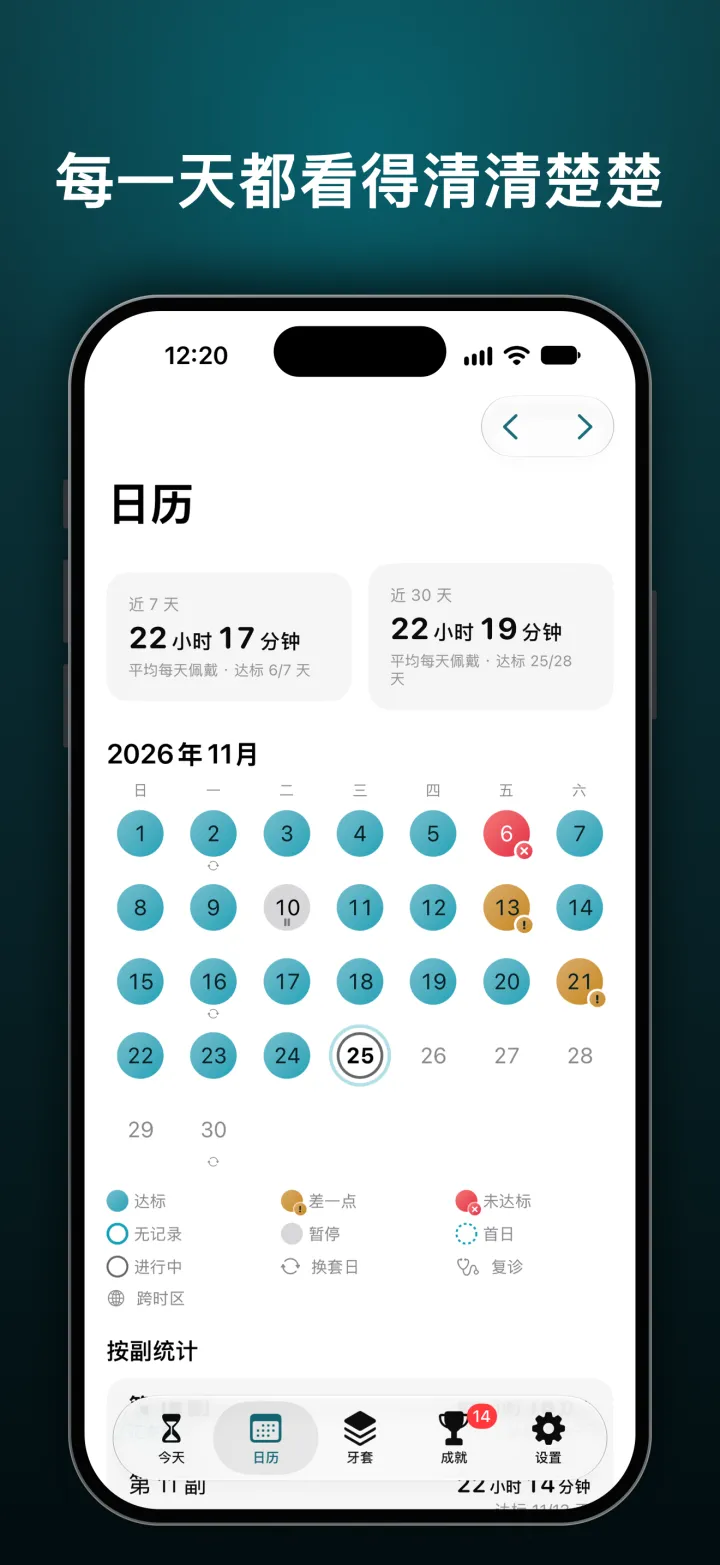 每一天都看得清清楚楚
12:20
日历
近 7 天
22 小时 17 分钟
平均每天佩戴 · 达标 6/7 天
近 30 天
22 小时 19 分钟
平均每天佩戴 · 达标 25/28
天
2026年 11月
日 一 二 三 四 五 六
1 2 3 4 5 6 7
8 9 10 11 12 13 14
15 16 17 18 19 20 21
22 23 24 25 26 27 28
29 30
达标 差一点 未达标
无记录 暂停 首日
进行中 换套日 复诊
跨时区
按副统计
14
今天 日历 牙套 成就 设置
第 11 副 22 小时 14 分钟